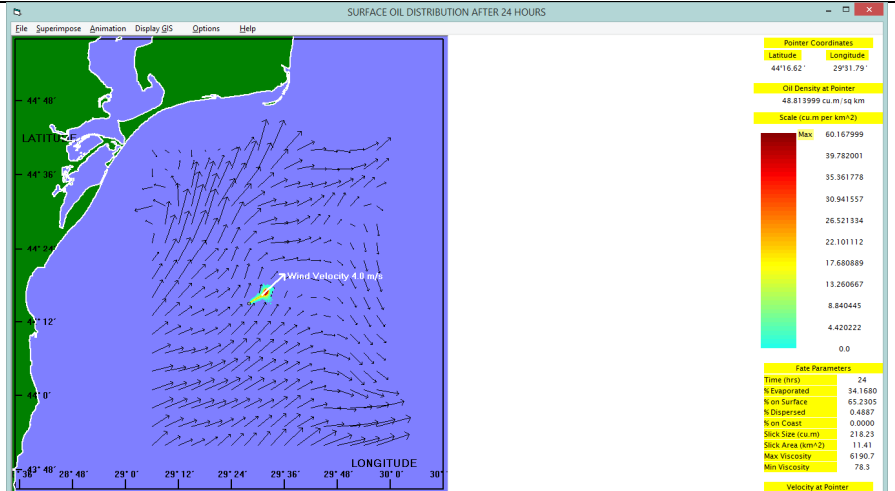 SURFACE OIL DISTRIBUTION AFTER 24 HOURS
File Superimpose Animation Display GIS Options Help
44° 48'
LATITUDE
44° 36'
44° 24'
44° 12'
44° 0'
43° 48'
Wind Velocity 4.0 m/s
LONGITUDE
36' 28° 48' 29° 0' 29° 12' 29° 24' 29° 36' 29° 48' 30° 0' 30°
Pointer Coordinates
Latitude Longitude
44°16.62 ' 29°31.79 '
Oil Density at Pointer
48.813999 cu.m/sq km
Scale (cu.m per km^2)
Max 60.167999
39.782001
35.361778
30.941557
26.521334
22.101112
17.680889
13.260667
8.840445
4.420222
0.0
Fate Parameters
Time (hrs) 24
% Evaporated 34.1680
% on Surface 65.2305
% Dispersed 0.4887
% on Coast 0.0000
Slick Size (cu.m) 218.23
Slick Area (km^2) 11.41
Max Viscosity 6190.7
Min Viscosity 78.3
Velocity at Pointer